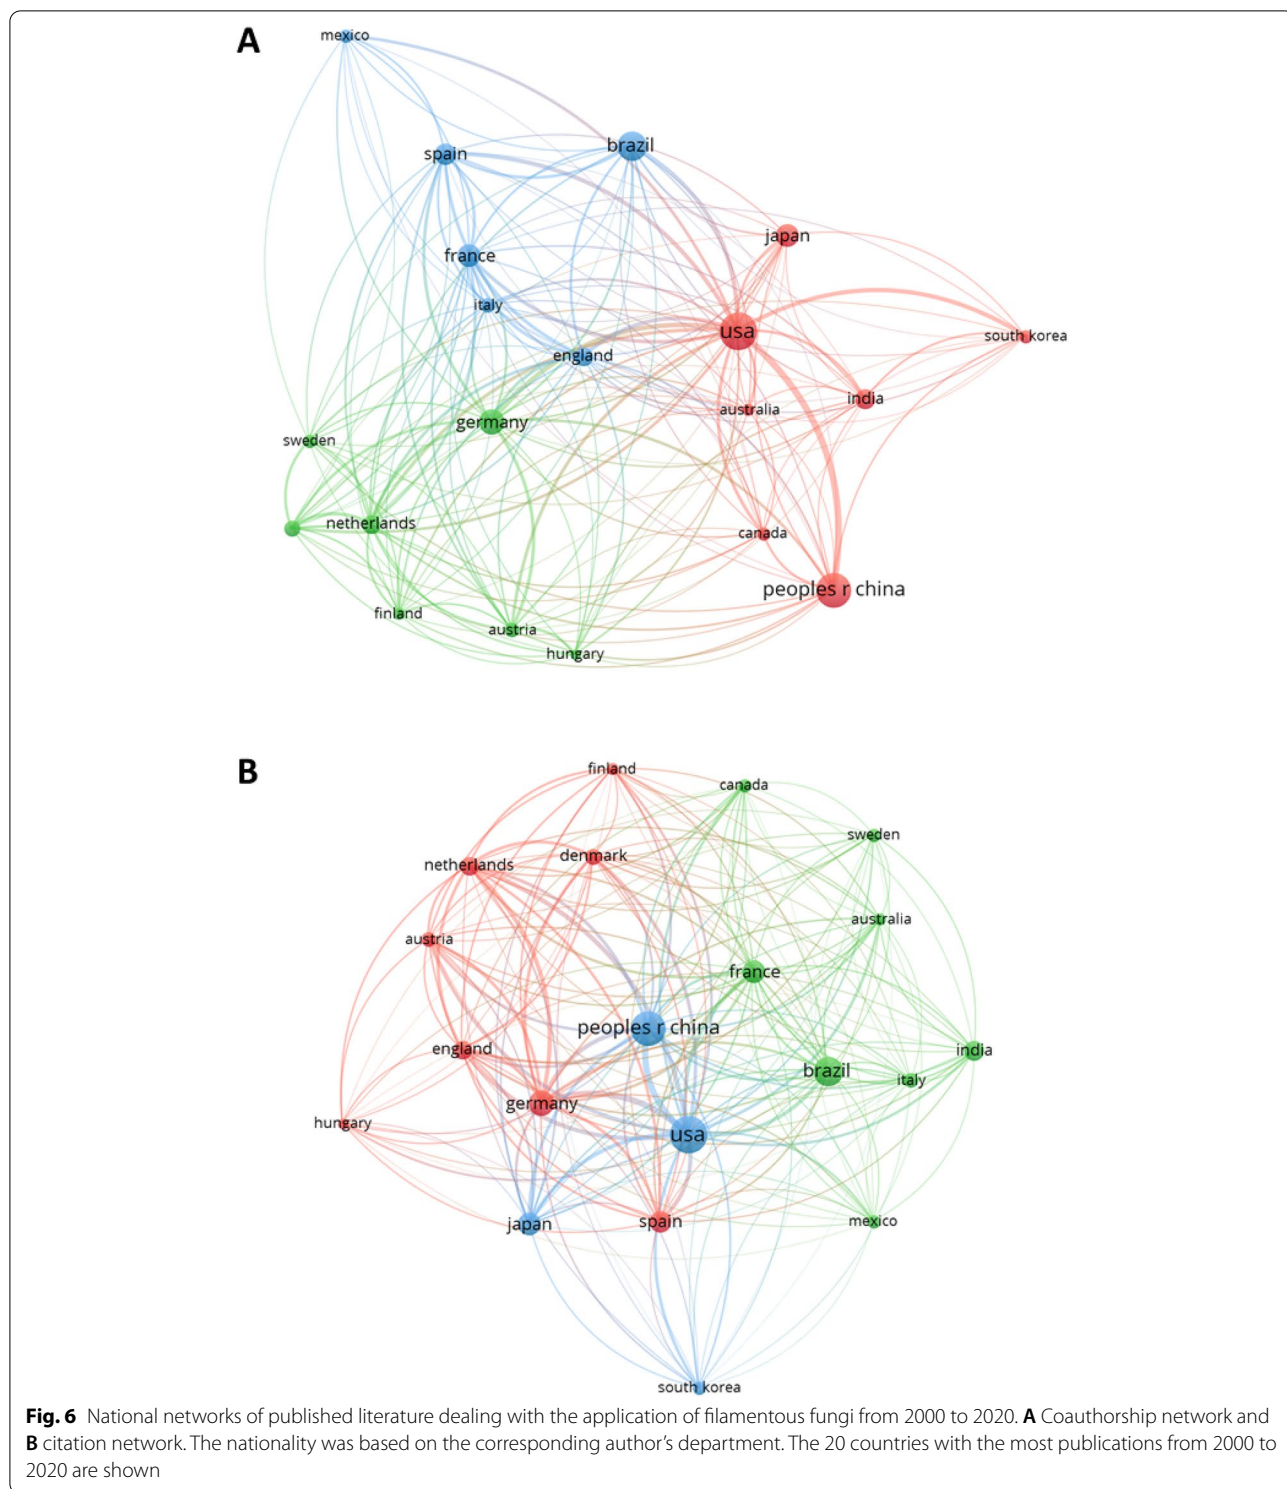 A
mexico
spain
brazil
japan
france
italy
usa
south korea
england
india
australia
germany
sweden
netherlands
canada
peoples r china
finland
austria
hungary
B
finland
canada
sweden
denmark
netherlands
australia
austria
france
peoples r china
england
india
brazil
italy
germany
hungary
usa
japan
spain
mexico
south korea
Fig. 6 National networks of published literature dealing with the application of filamentous fungi from 2000 to 2020. A Coauthorship network and
B citation network. The nationality was based on the corresponding author's department. The 20 countries with the most publications from 2000 to
2020 are shown